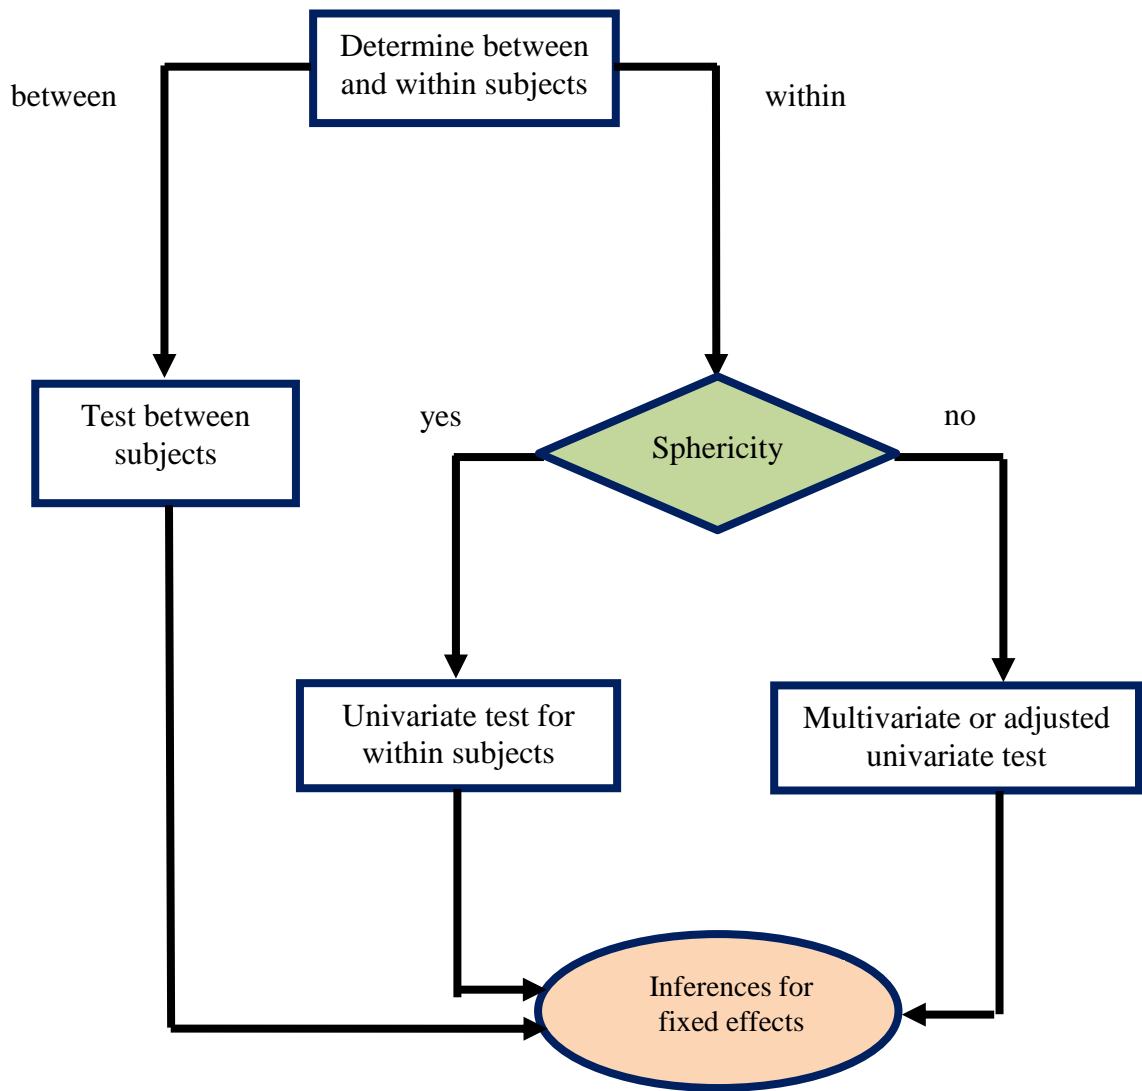 Determine between
and within subjects
between
within
Test between
subjects
yes
Sphericity
no
Univariate test for
within subjects
Multivariate or adjusted
univariate test
Inferences for
fixed effects